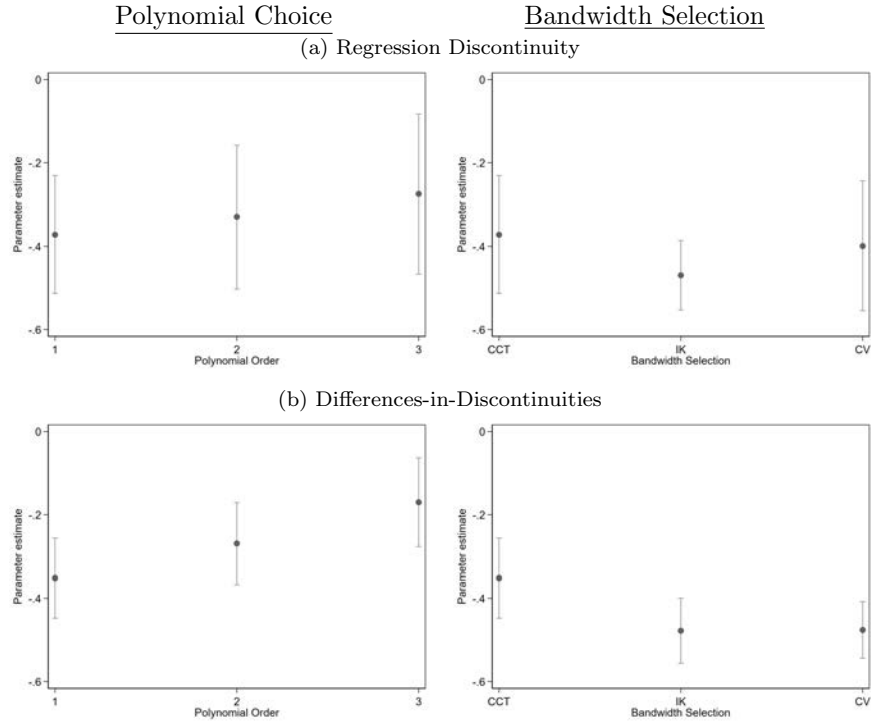 Polynomial Choice
Bandwidth Selection
(a) Regression Discontinuity
0
-.2
-.4
-.6
Parameter estimate
1
2
3
Polynomial Order
0
-.2
-.4
-.6
Parameter estimate
CCT
IK
CV
Bandwidth Selection
(b) Differences-in-Discontinuities
0
-.2
-.4
-.6
Parameter estimate
1
2
3
Polynomial Order
0
-.2
-.4
-.6
Parameter estimate
CCT
IK
CV
Bandwidth Selection